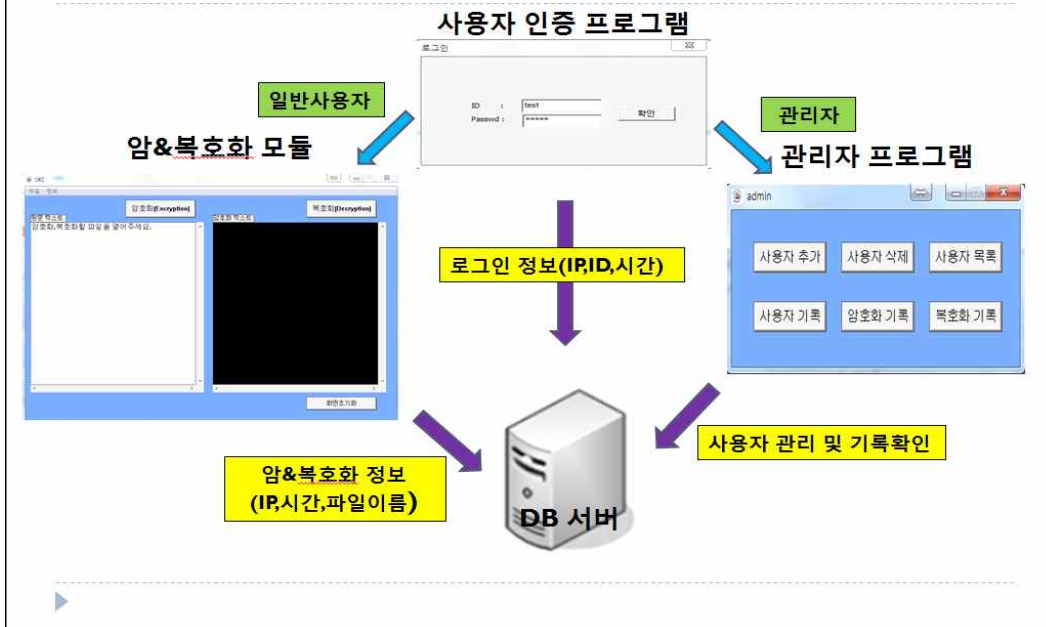 사용자 인증 프로그램
로그인
일반사용자
ID :
test
Passwd :
*****
확인
관리자
암&복호화 모듈
관리자 프로그램
암호화[Encryption]
복호화[Decryption]
암호화,복호화할 파일을 열어주세요.
화면초기화
admin
사용자 추가
사용자 삭제
사용자 목록
사용자 기록
암호화 기록
복호화 기록
로그인 정보(IP,ID,시간)
사용자 관리 및 기록확인
암&복호화 정보
(IP,시간,파일이름)
DB 서버